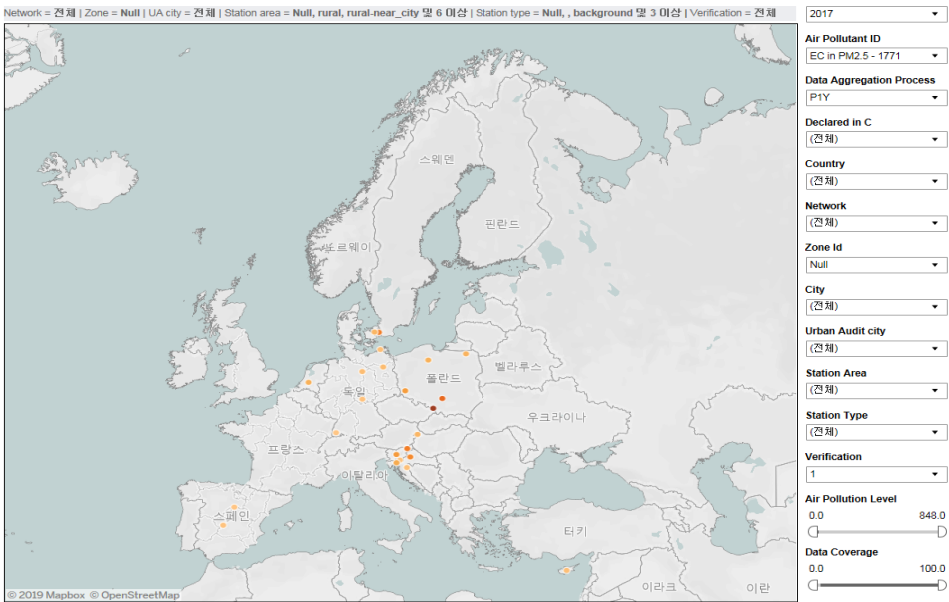 Network = 전체 | Zone = Null | UA city = 전체 | Station area = Null, rural, rural-near_city 및 6 이상 | Station type = Null, , background 및 3 이상 | Verification = 전체
2017
Air Pollutant ID
EC in PM2.5 - 1771
Data Aggregation Process
P1Y
Declared in C
(전체)
Country
(전체)
Network
(전체)
Zone Id
Null
City
(전체)
Urban Audit city
(전체)
Station Area
(전체)
Station Type
(전체)
Verification
1
Air Pollution Level
0.0 848.0
Data Coverage
0.0 100.0
스웨덴
핀란드
노르웨이
벨라루스
폴란드
독일
우크라이나
프랑스
이탈리아
스페인
터키
이라크
이란
© 2019 Mapbox © OpenStreetMap